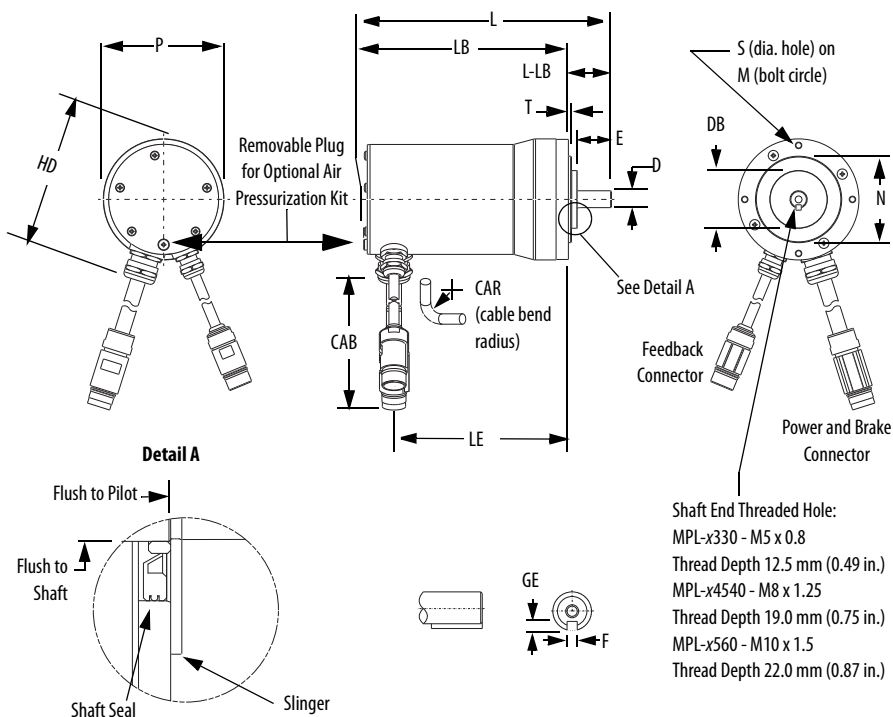 L
P
LB
S (dia. hole) on
M (bolt circle)
L-LB
T
E
DB
HD
Removable Plug
for Optional Air
Pressurization Kit
D
N
See Detail A
CAR
(cable bend
radius)
CAB
Feedback
Connector
LE
Power and Brake
Connector
Detail A
Flush to Pilot
Flush to
Shaft
Shaft Seal
Slinger
GE
F
Shaft End Threaded Hole:
MPL-x330 - M5 x 0.8
Thread Depth 12.5 mm (0.49 in.)
MPL-x4540 - M8 x 1.25
Thread Depth 19.0 mm (0.75 in.)
MPL-x560 - M10 x 1.5
Thread Depth 22.0 mm (0.87 in.)